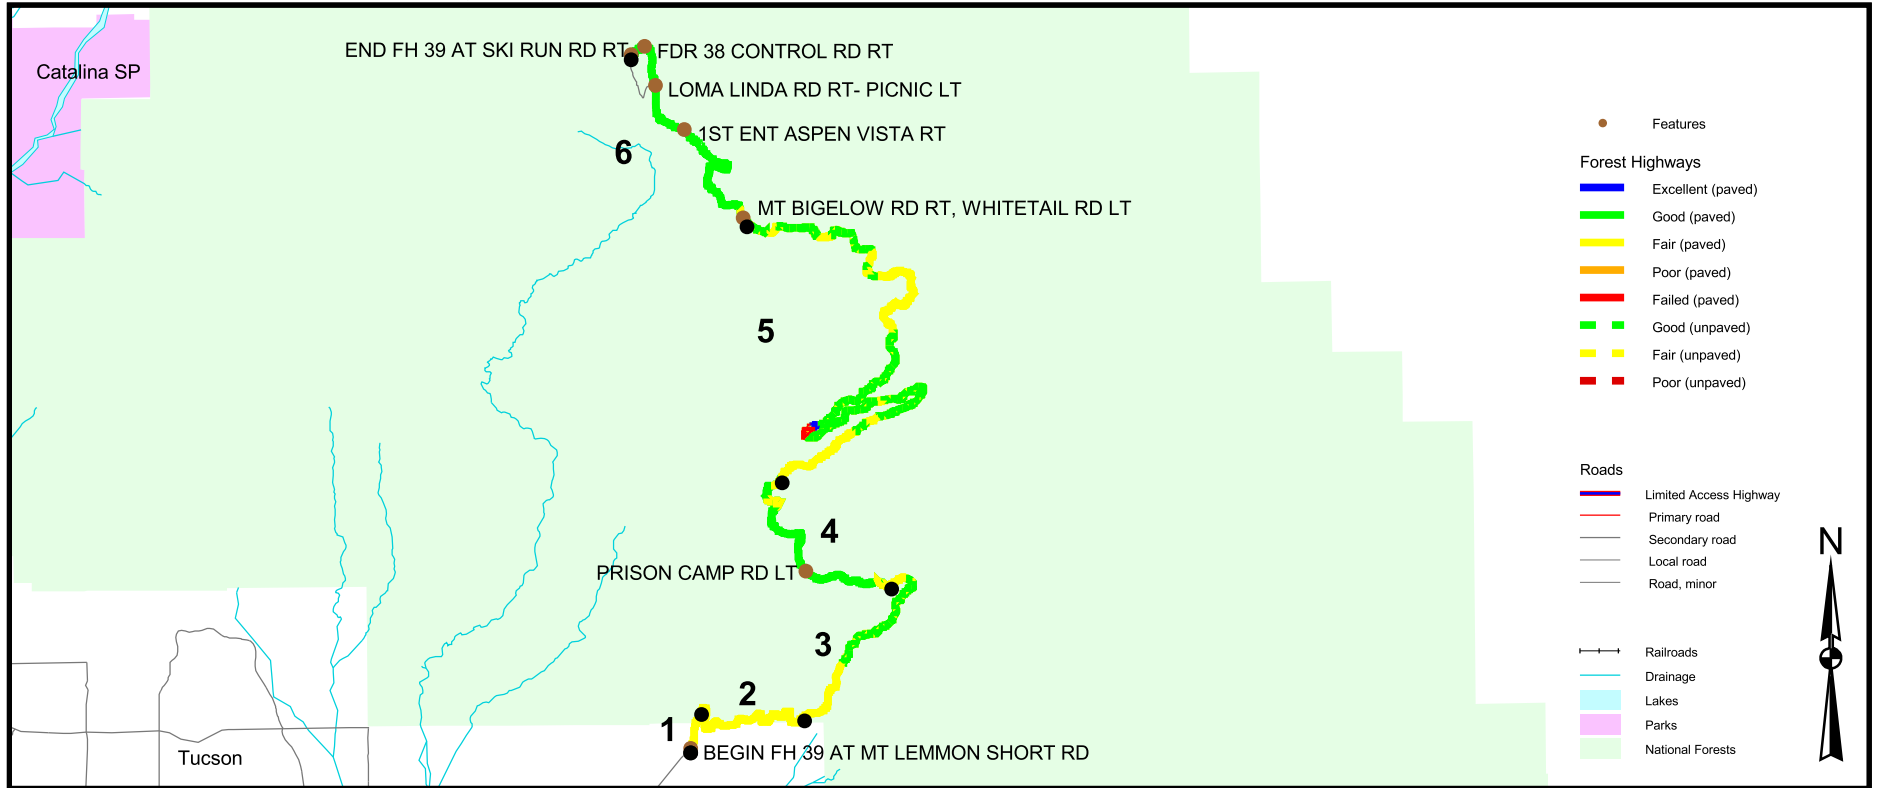 END FH 39 AT SKI RUN RD RT
FDR 38 CONTROL RD RT
Catalina SP
LOMA LINDA RD RT- PICNIC LT
1ST ENT ASPEN VISTA RT
6
MT BIGELOW RD RT, WHITETAIL RD LT
5
4
PRISON CAMP RD LT
3
2
1
BEGIN FH 39 AT MT LEMMON SHORT RD
Tucson
Features
Forest Highways
Excellent (paved)
Good (paved)
Fair (paved)
Poor (paved)
Failed (paved)
Good (unpaved)
Fair (unpaved)
Poor (unpaved)
Roads
Limited Access Highway
Primary road
Secondary road
Local road
Road, minor
Railroads
Drainage
Lakes
Parks
National Forests
N